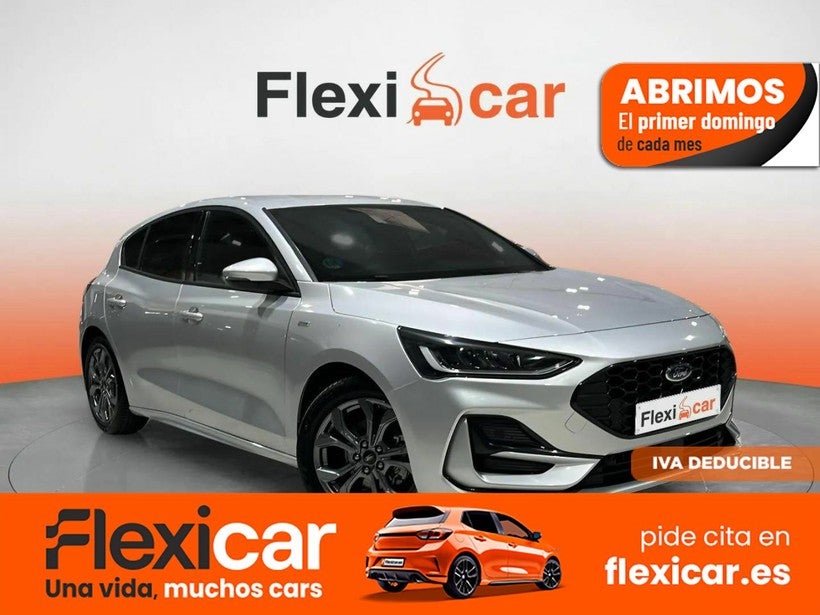 Flexicar
ABRIMOS
El primer domingo
de cada mes
Ford
Flexicar
IVA DEDUCIBLE
Flexicar
Una vida, muchos cars
pide cita en
flexicar.es